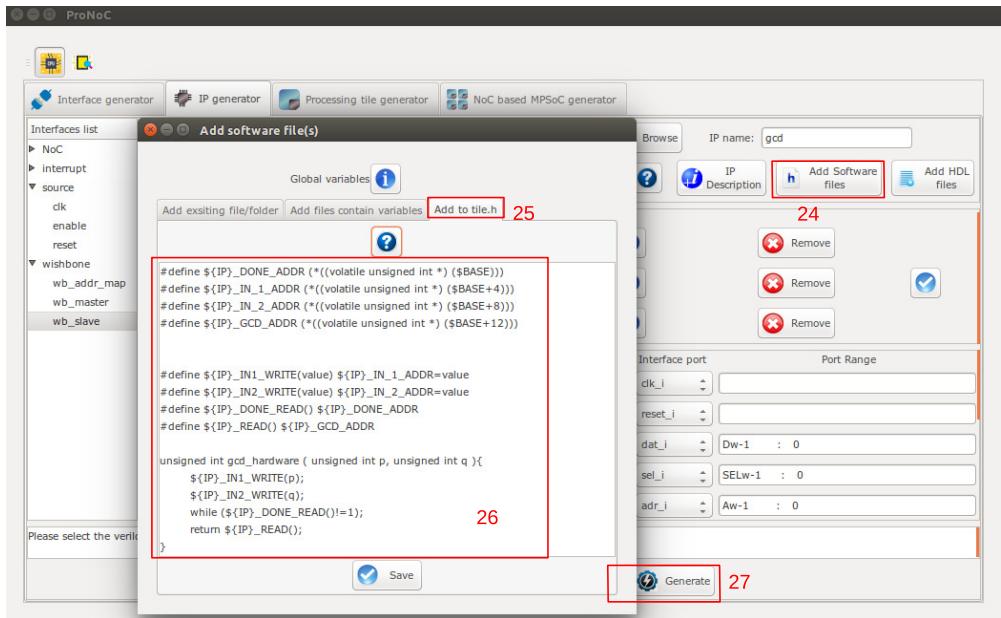 ProNoC
Interface generator
IP generator
Processing tile generator
NoC based MPSoC generator
Interfaces list
NoC
interrupt
source
clk
enable
reset
wishbone
wb_addr_map
wb_master
wb_slave
Please select the
Add software file(s)
Global variables
Add exsiting file/folder
Add files contain variables
Add to tile.h
25
#define ${IP}_DONE_ADDR (*((volatile unsigned int *) ($BASE)))
#define ${IP}_IN_1_ADDR (*((volatile unsigned int *) ($BASE+4)))
#define ${IP}_IN_2_ADDR (*((volatile unsigned int *) ($BASE+8)))
#define ${IP}_GCD_ADDR (*((volatile unsigned int *) ($BASE+12)))
#define ${IP}_IN1_WRITE(value) ${IP}_IN_1_ADDR=value
#define ${IP}_IN2_WRITE(value) ${IP}_IN_2_ADDR=value
#define ${IP}_DONE_READ() ${IP}_DONE_ADDR
#define ${IP}_READ() ${IP}_GCD_ADDR
unsigned int gcd_hardware ( unsigned int p, unsigned int q ){
${IP}_IN1_WRITE(p);
${IP}_IN2_WRITE(q);
while (${IP}_DONE_READ()!=1);
return ${IP}_READ();
}
26
Save
Browse
IP name:
gcd
IP Description
Add Software files
Add HDL files
24
Remove
Remove
Remove
Interface port
Port Range
clk_i
reset_i
dat_i
Dw-1 : 0
sel_i
SELw-1 : 0
adr_i
Aw-1 : 0
Generate
27